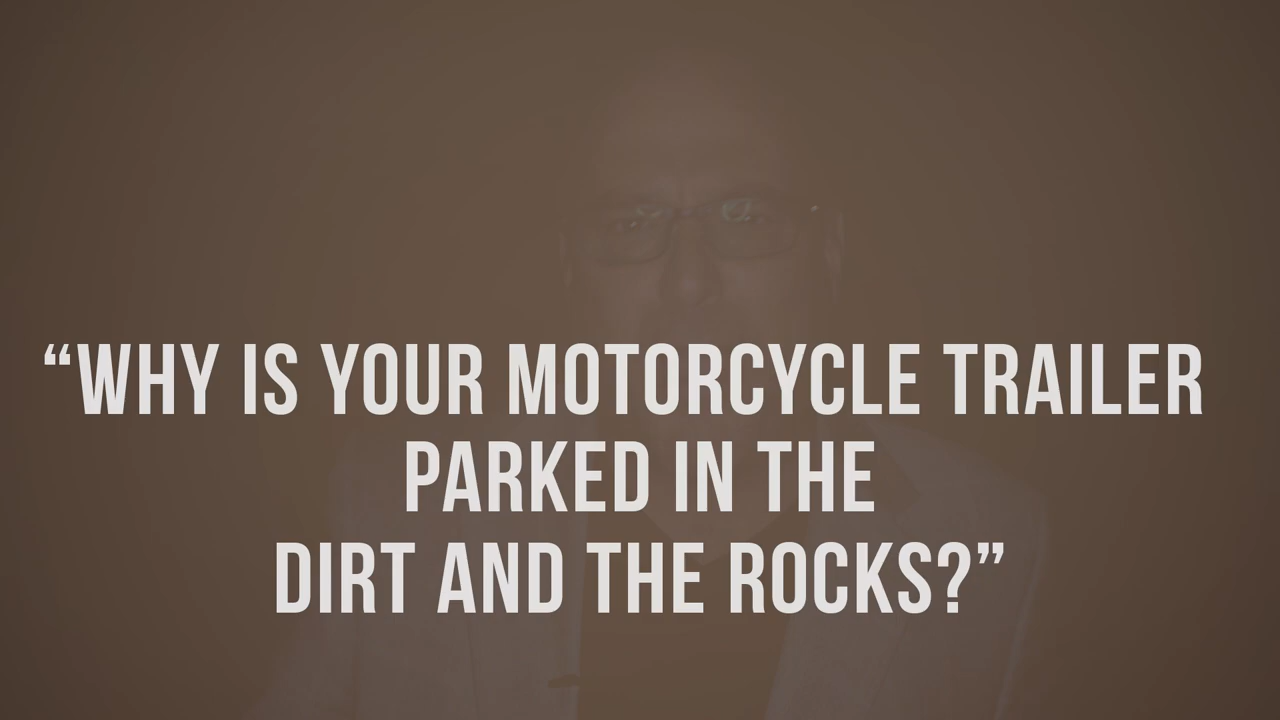 “WHY IS YOUR MOTORCYCLE TRAILER
PARKED IN THE
DIRT AND THE ROCKS?”